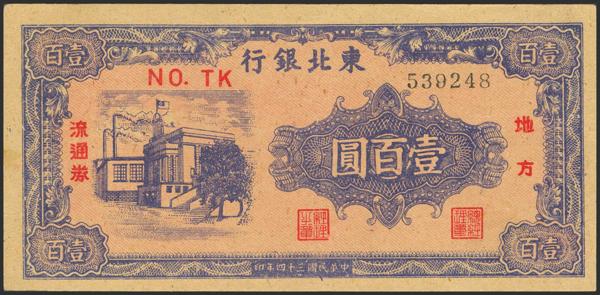 壹百
壹百
東北銀行
NO. TK
539248
流通券
地方
壹百圓
壹百
壹百
中華民國三十四年印